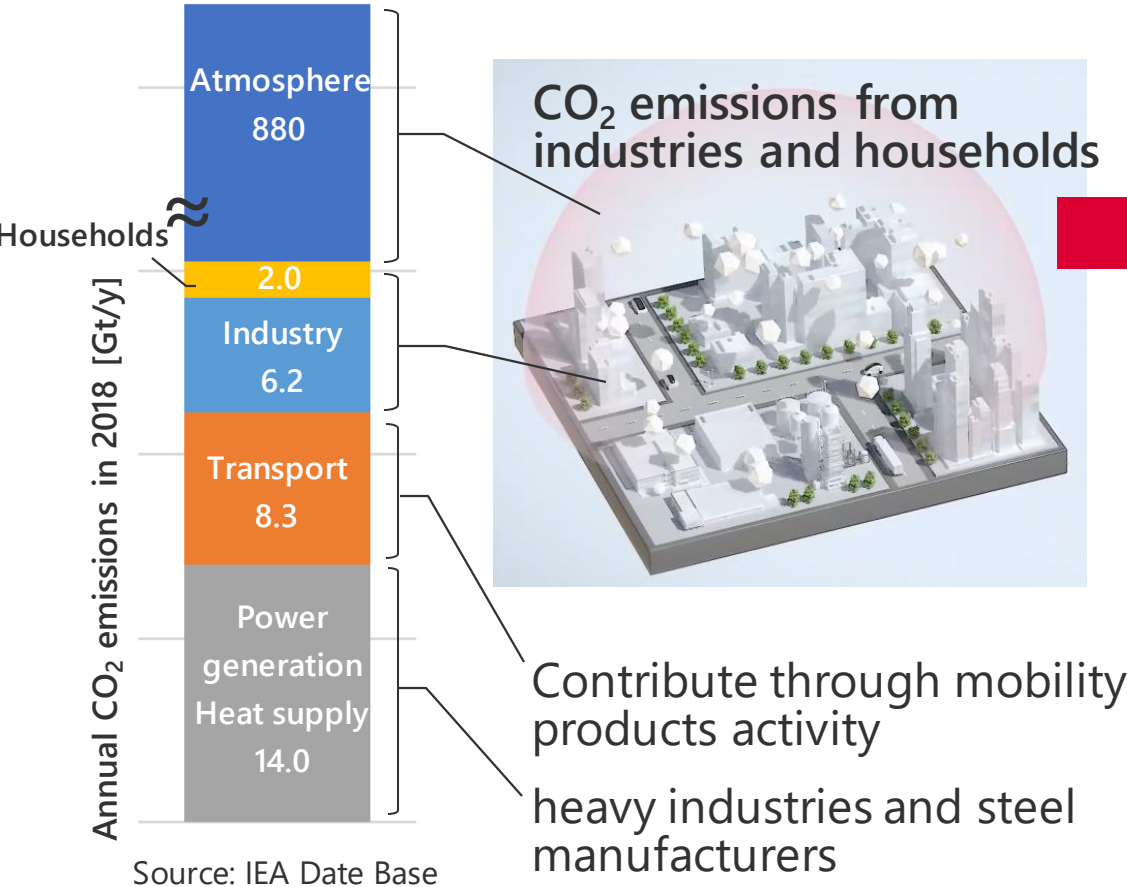 Atmosphere
880
Households
2.0
Industry
6.2
Transport
8.3
Power
generation
Heat supply
14.0
Annual CO₂ emissions in 2018 [Gt/y]
Source: IEA Date Base
CO₂ emissions from
industries and households
Contribute through mobility
products activity
heavy industries and steel
manufacturers